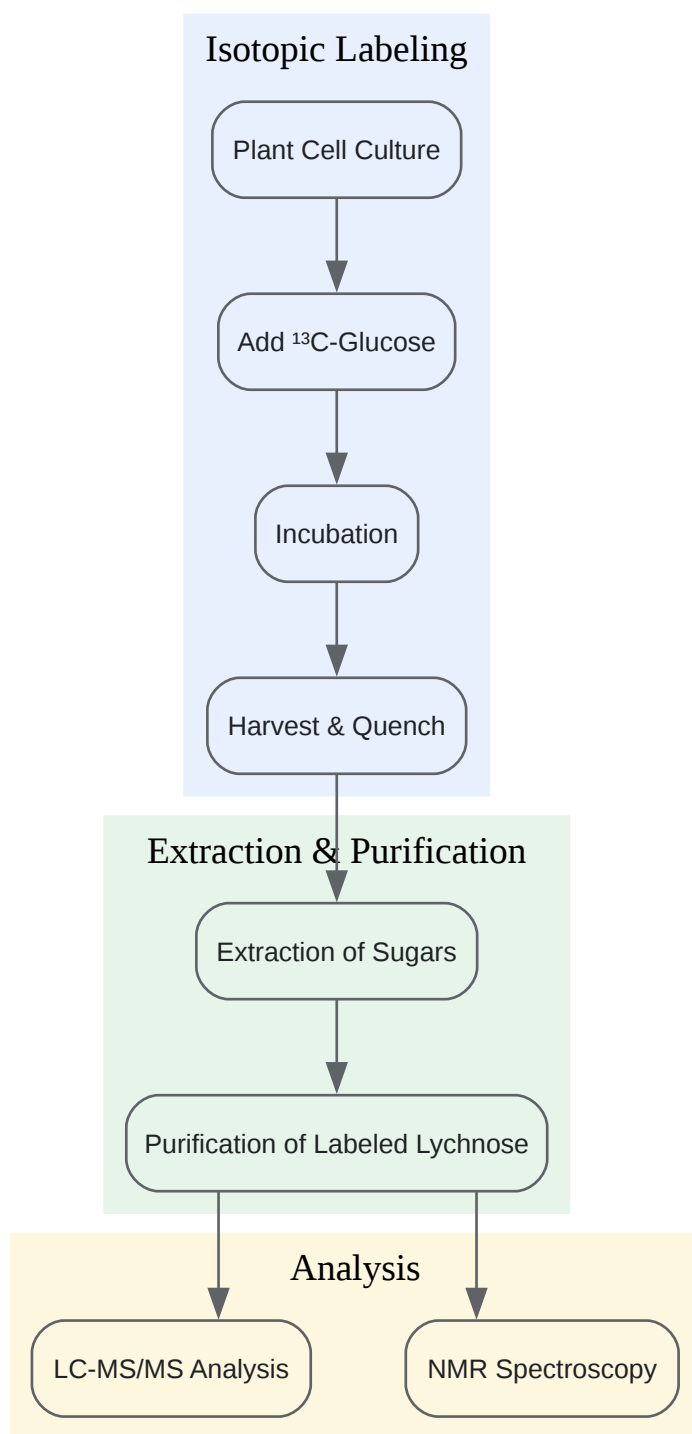 Isotopic Labeling
Plant Cell Culture
Add ¹³C-Glucose
Incubation
Harvest & Quench
Extraction & Purification
Extraction of Sugars
Purification of Labeled Lychnose
Analysis
LC-MS/MS Analysis
NMR Spectroscopy